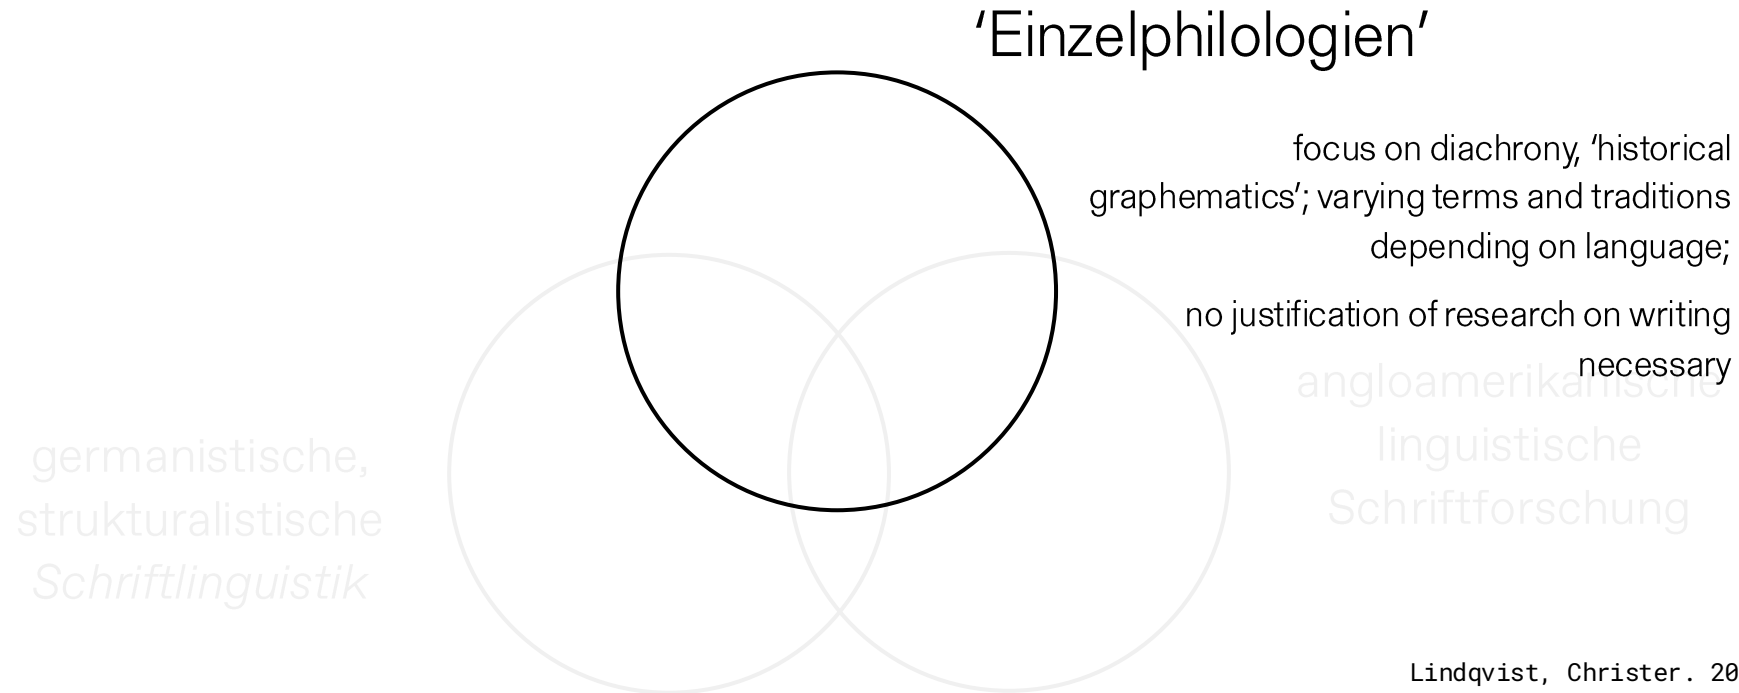 ‘Einzelphilologien’
focus on diachrony, ‘historical
graphematics’; varying terms and traditions
depending on language;
no justification of research on writing
necessary
angloamerikanische
linguistische
Schriftforschung
germanistische,
strukturalistische
Schriftlinguistik
Lindqvist, Christer. 20